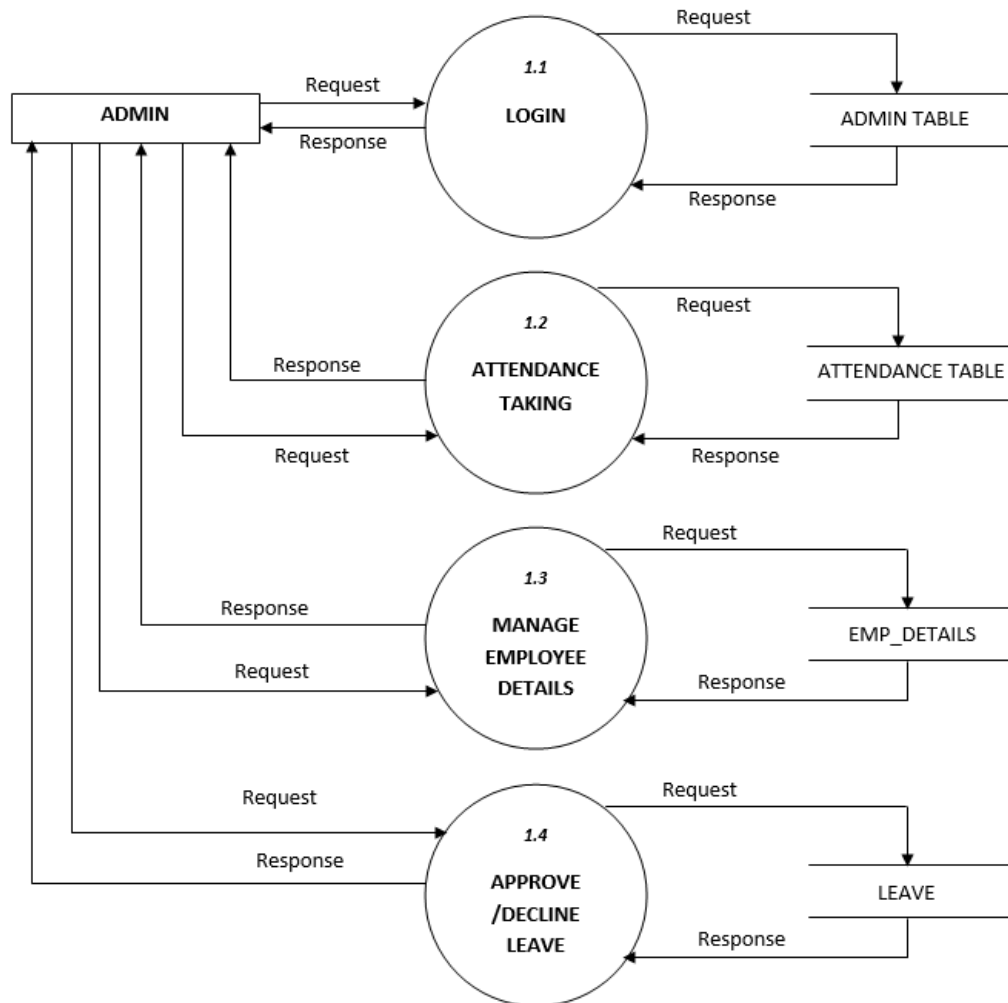 Request
1.1
Request
ADMIN
LOGIN
ADMIN TABLE
Response
Response
1.2
Request
ATTENDANCE
TAKING
Response
ATTENDANCE TABLE
Request
Response
1.3
Request
MANAGE
EMPLOYEE
DETAILS
Response
EMP_DETAILS
Request
Response
1.4
Request
Request
APPROVE
/DECLINE
LEAVE
Response
LEAVE
Response